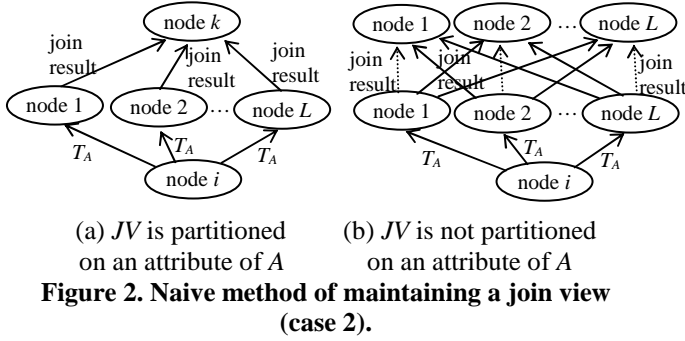 node k
node 1 node 2 … node L
join result join result join result
join result join result join result
node 1 node 2 … node L
node 1 node 2 … node L
T_A T_A T_A
T_A T_A T_A
node i
node i
(a) JV is partitioned on an attribute of A
(b) JV is not partitioned on an attribute of A
Figure 2. Naive method of maintaining a join view
(case 2).